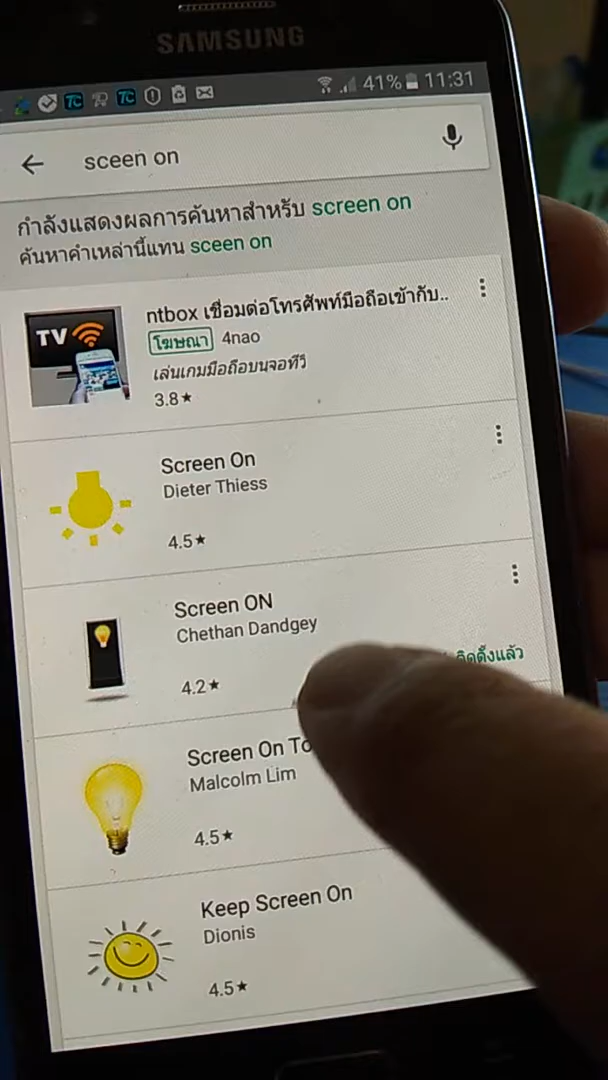 SAMSUNG
41% 11:31
sceen on
กำลังแสดงผลการค้นหาสำหรับ screen on
ค้นหาคำเหล่านี้แทน sceen on
TV
ntbox เชื่อมต่อโทรศัพท์มือถือเข้ากับ..
โฆษณา 4nao
เล่นเกมมือถือบนจอทีวี
3.8★
Screen On
Dieter Thiess
4.5★
Screen ON
Chethan Dandgey
4.2★ ติดตั้งแล้ว
Screen On
Malcolm Lim
4.5★
Keep Screen On
Dionis
4.5★